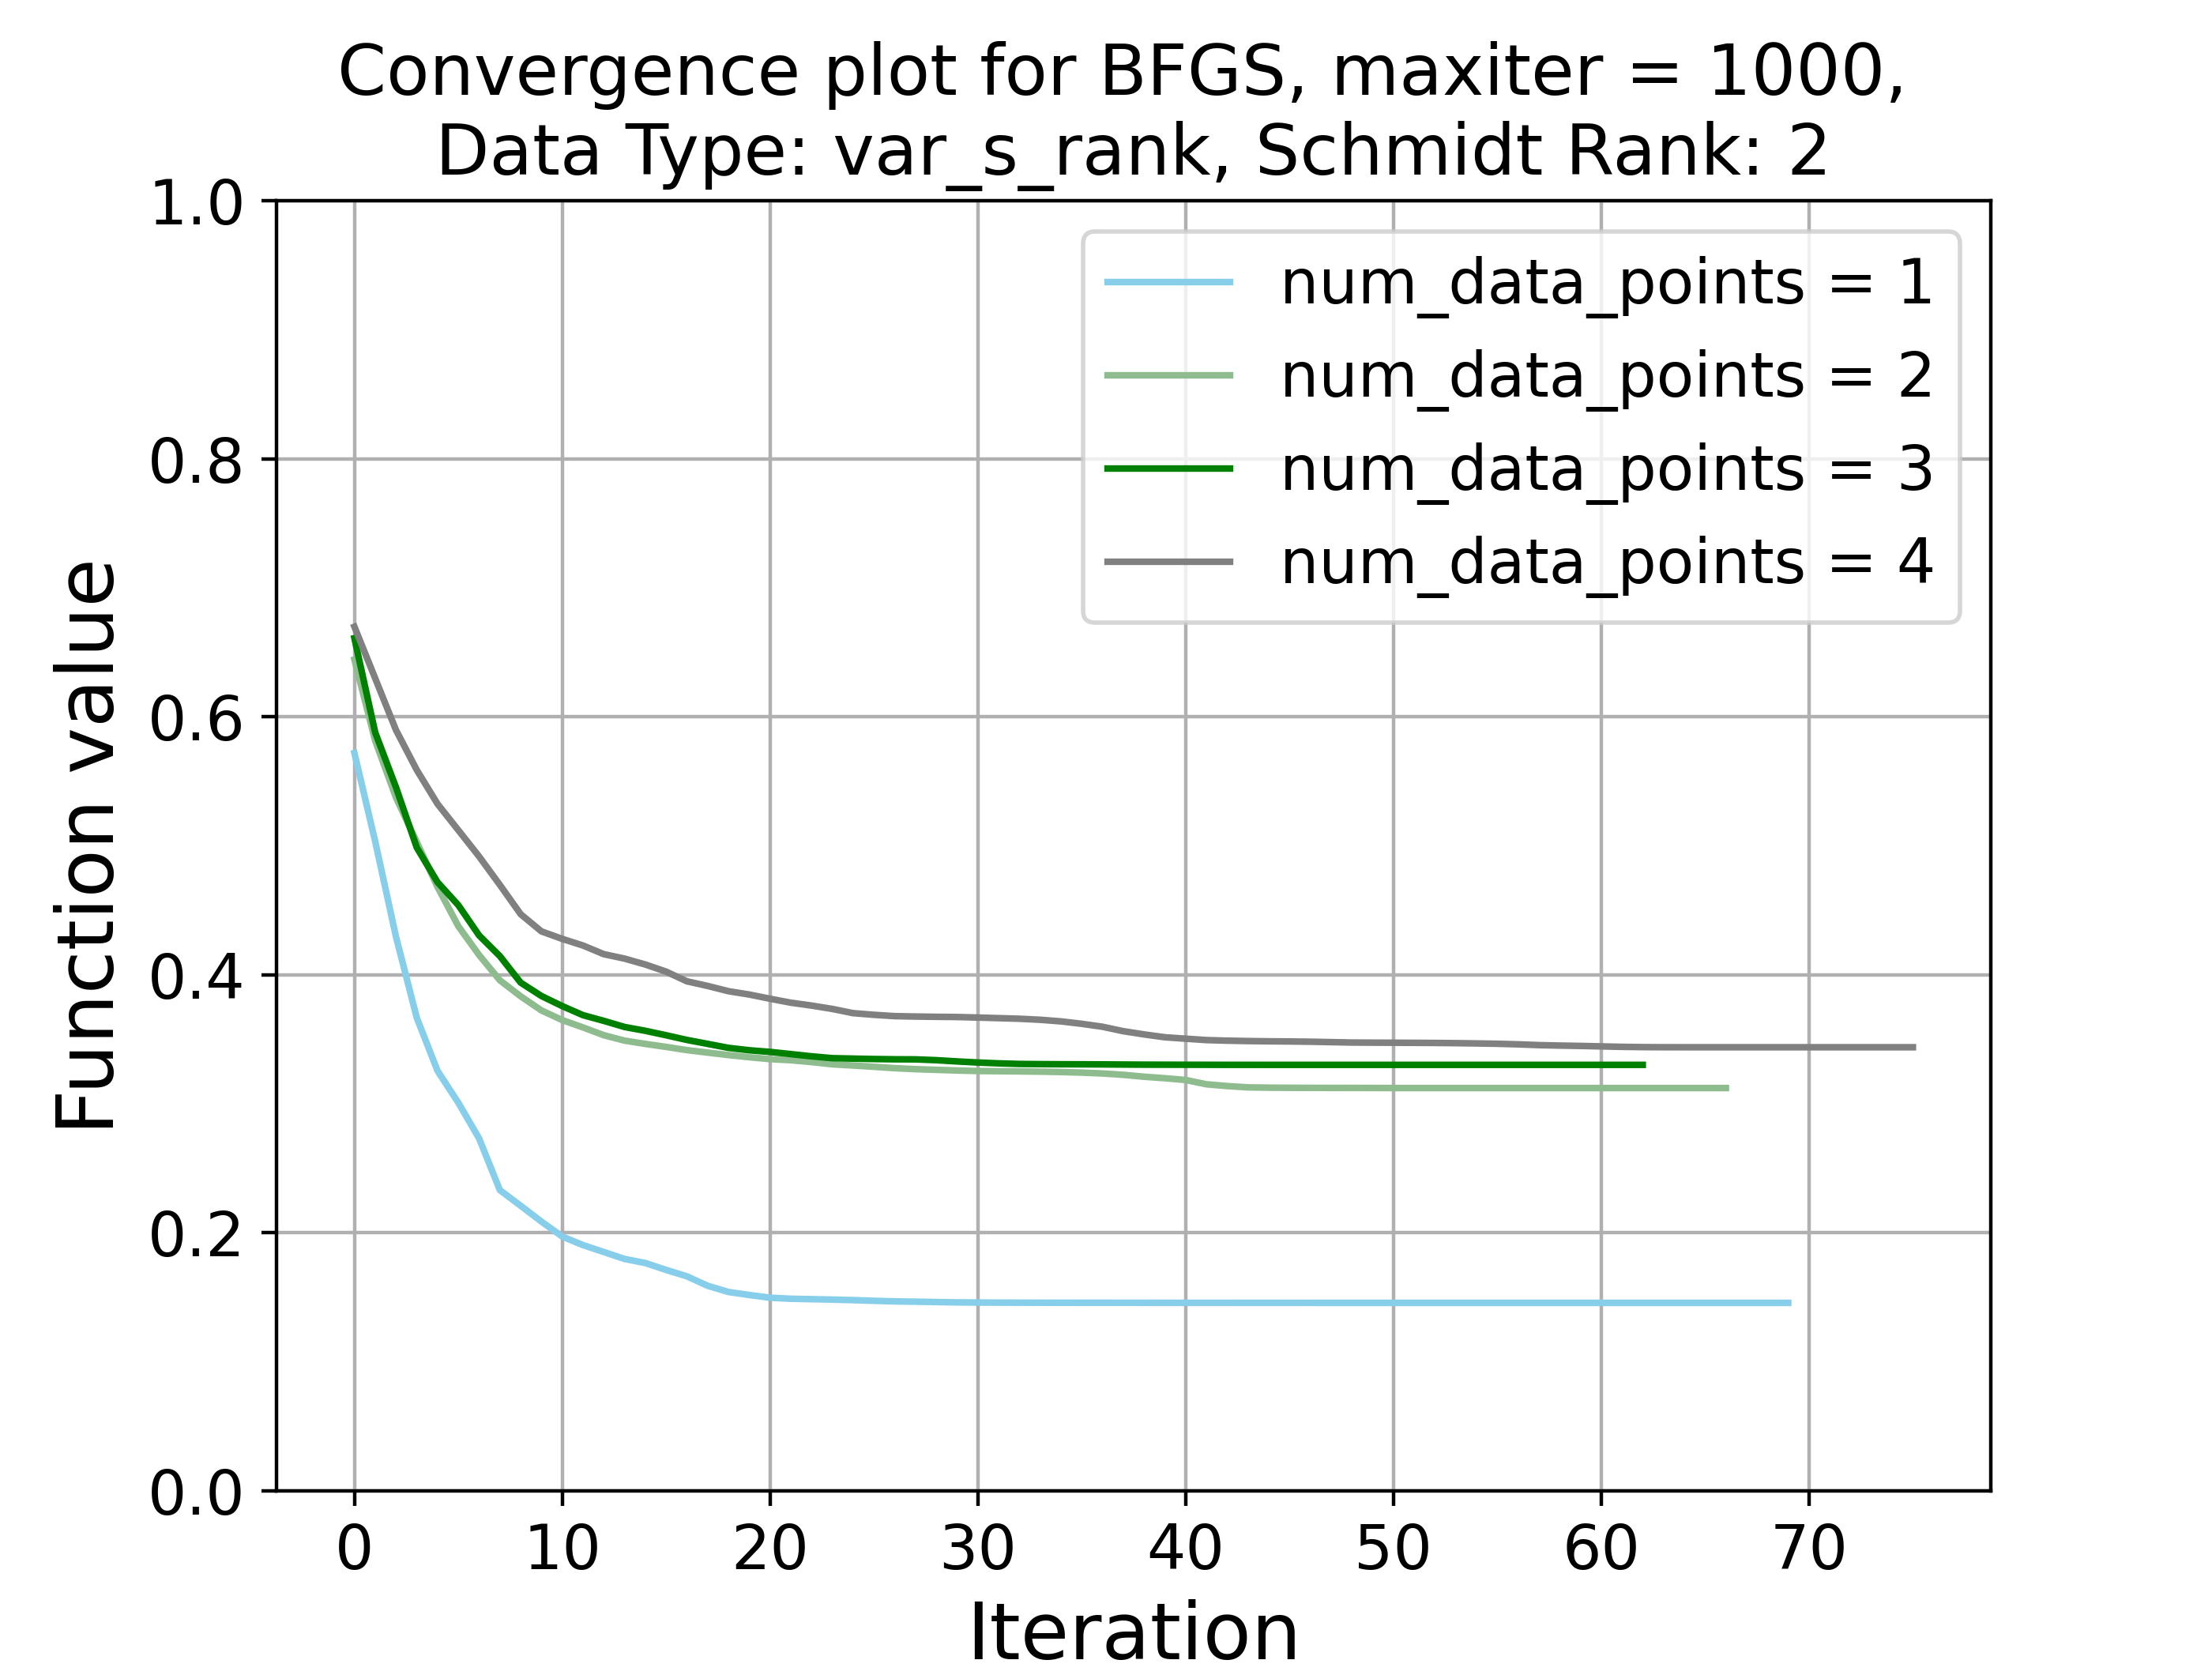 Convergence plot for BFGS, maxiter = 1000,
Data Type: var_s_rank, Schmidt Rank: 2
1.0
0.8
0.6
0.4
0.2
0.0
Function value
num_data_points = 1
num_data_points = 2
num_data_points = 3
num_data_points = 4
0 10 20 30 40 50 60 70
Iteration